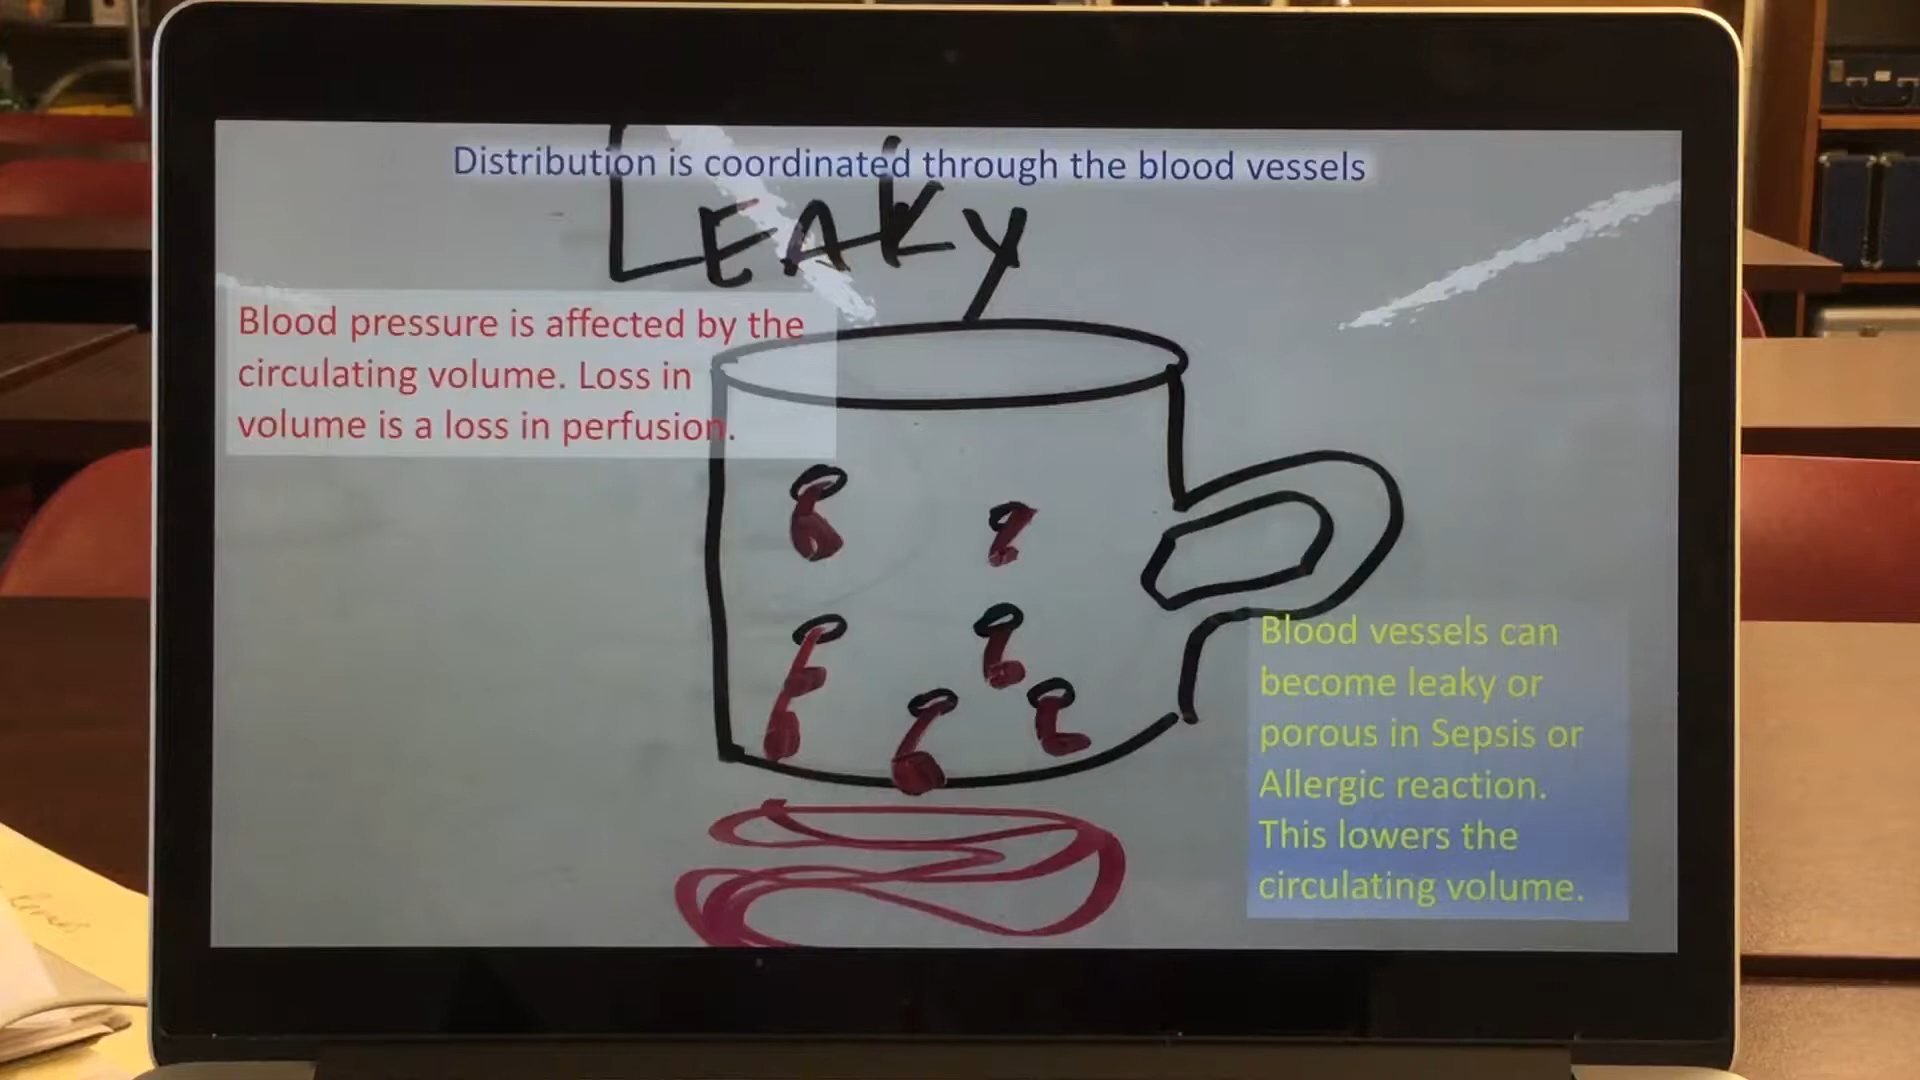 Distribution is coordinated through the blood vessels
LEAKY
Blood pressure is affected by the
circulating volume. Loss in
volume is a loss in perfusion.
Blood vessels can
become leaky or
porous in Sepsis or
Allergic reaction.
This lowers the
circulating volume.